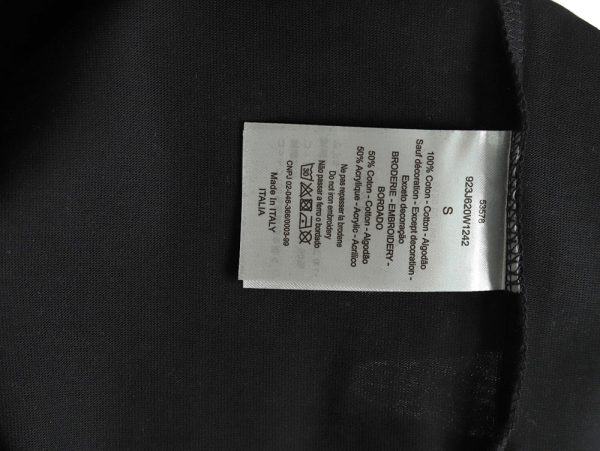 53578
923J620W1242
S
100% Coton - Cotton - Algodão
Sauf décoration - Except decoration -
Exceto decoração
BRODERIE - EMBROIDERY -
BORDADO
50% Coton - Cotton - Algodão
50% Acrylique - Acrylic - Acrílico
Ne pas repasser la broderie
Do not iron embroidery
Não passar a ferro o bordado
30
CNPJ 02-046-366/0003-99
Made In ITALY
ITALIA